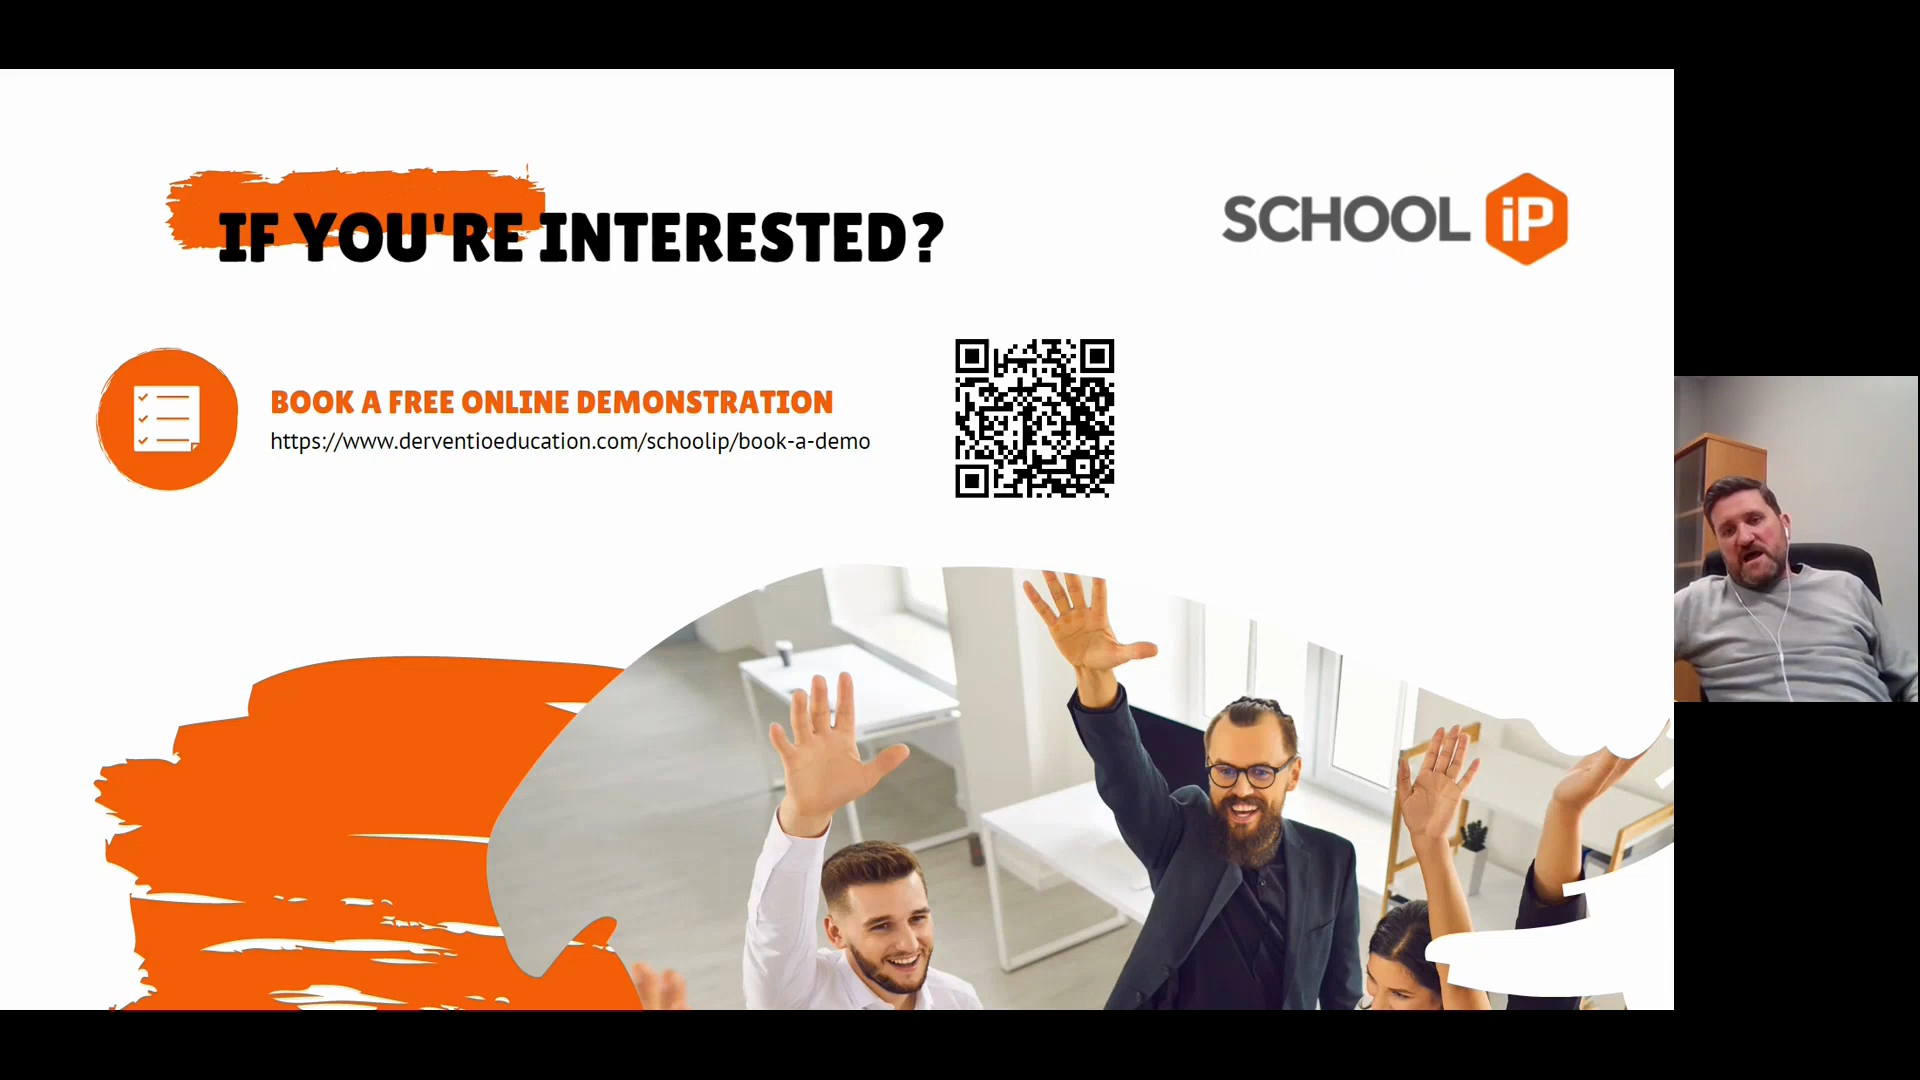 IF YOU'RE INTERESTED?
SCHOOL iP
BOOK A FREE ONLINE DEMONSTRATION
https://www.derventioeducation.com/schoolip/book-a-demo